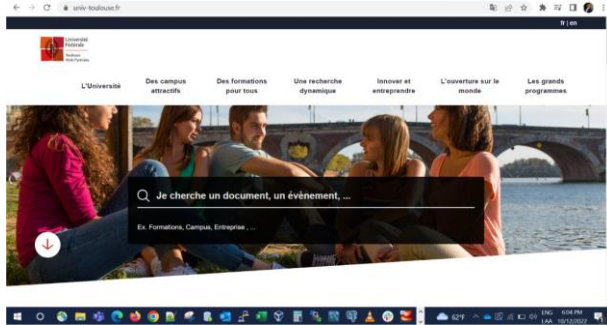 univ-toulouse.fr
fr | en
Université
Fédérale
Toulouse
Midi-Pyrénées
L'Université
Des campus
attractifs
Des formations
pour tous
Une recherche
dynamique
Innover et
entreprendre
L'ouverture sur le
monde
Les grands
programmes
Je cherche un document, un évènement, ...
Ex. Formations, Campus, Entreprise , ...
62°F
ENG
LAA
6:04 PM
10/12/2022